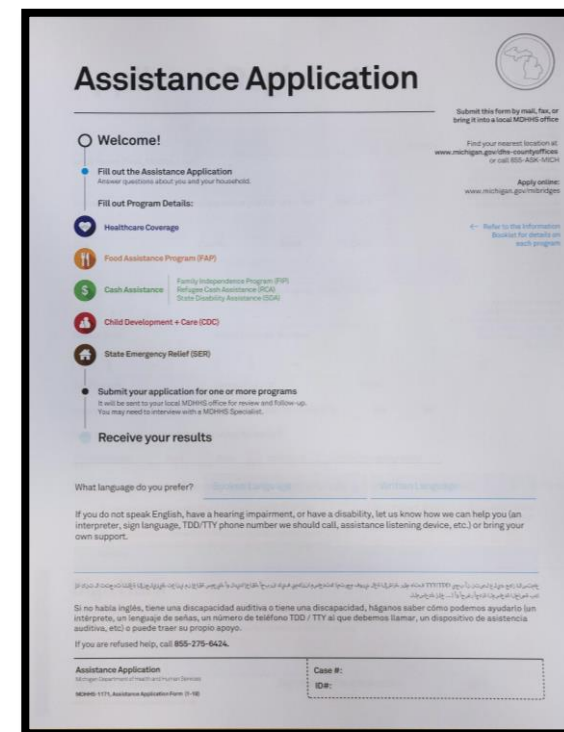 Assistance Application
Submit this form by mail, fax, or
bring it into a local MDHHS office
Find your nearest location at:
www.michigan.gov/dhs-countyoffices
or call 855-ASK-MICH
Apply online:
www.michigan.gov/mibridges
← Refer to the Information
Booklet for details on
each program
Welcome!
Fill out the Assistance Application
Answer questions about you and your household.
Fill out Program Details:
Healthcare Coverage
Food Assistance Program (FAP)
Cash Assistance
Family Independence Program (FIP)
Refugee Cash Assistance (RCA)
State Disability Assistance (SDA)
Child Development + Care (CDC)
State Emergency Relief (SER)
Submit your application for one or more programs
It will be sent to your local MDHHS office for review and follow-up.
You may need to interview with a MDHHS Specialist.
Receive your results
What language do you prefer?
Spoken Language
Written Language
If you do not speak English, have a hearing impairment, or have a disability, let us know how we can help you (an
interpreter, sign language, TDD/TTY phone number we should call, assistance listening device, etc.) or bring your
own support.
TTY/TDD
Si no habla inglés, tiene una discapacidad auditiva o tiene una discapacidad, háganos saber cómo podemos ayudarlo (un
intérprete, un lenguaje de señas, un número de teléfono TDD / TTY al que debemos llamar, un dispositivo de asistencia
auditiva, etc) o puede traer su propio apoyo.
If you are refused help, call 855-275-6424.
Assistance Application
Michigan Department of Health and Human Services
MDHHS-1171, Assistance Application Form (1-18)
Case #:
ID#: